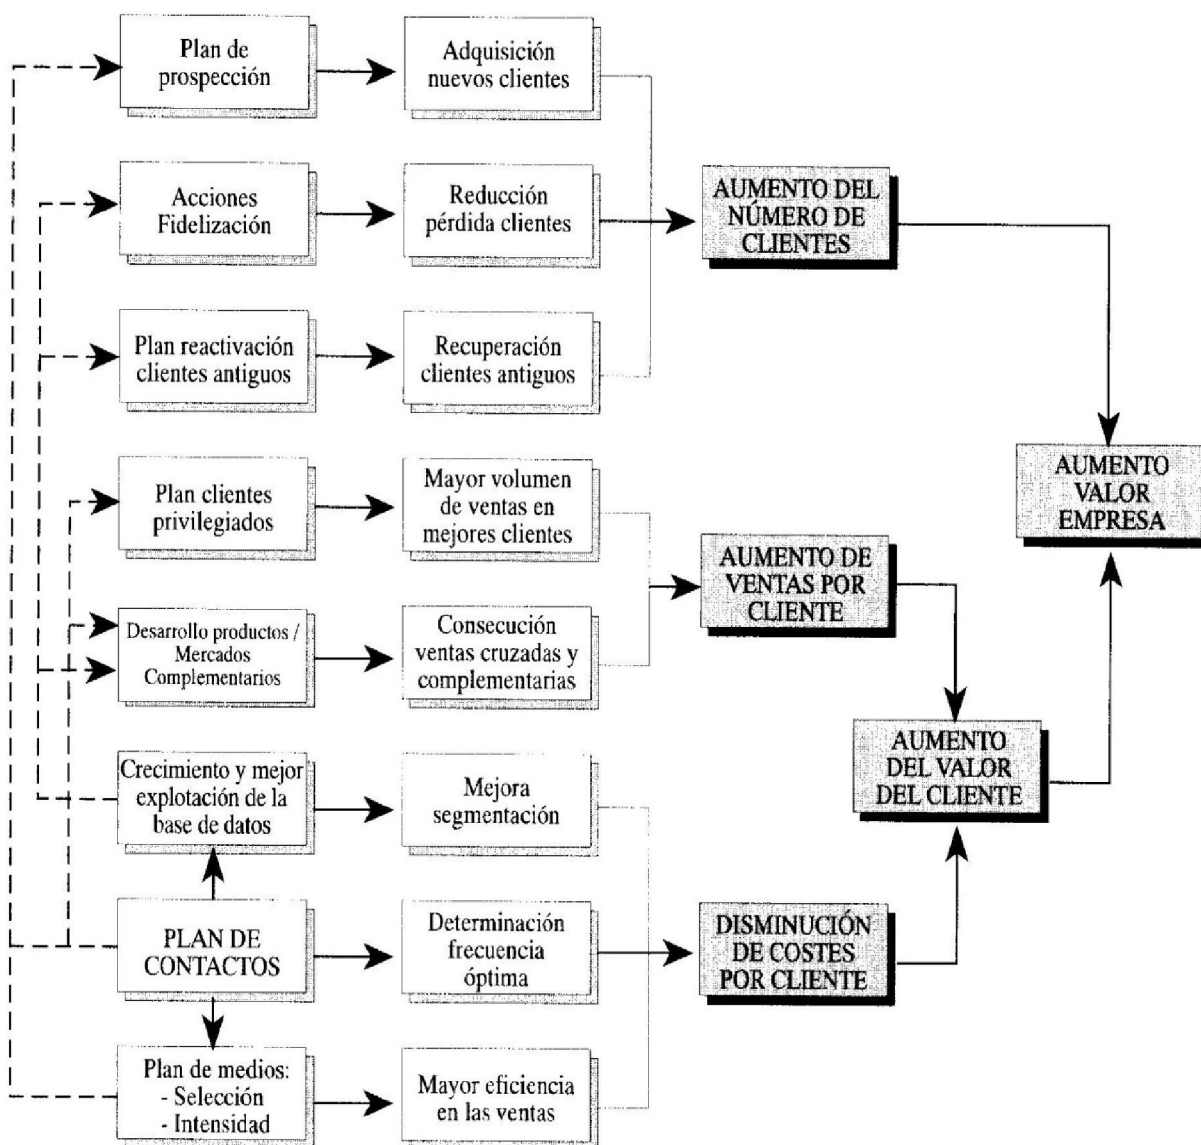 Plan de
prospección
Adquisición
nuevos clientes
Acciones
Fidelización
Reducción
pérdida clientes
AUMENTO DEL
NÚMERO DE
CLIENTES
Plan reactivación
clientes antiguos
Recuperación
clientes antiguos
Plan clientes
privilegiados
Mayor volumen
de ventas en
mejores clientes
AUMENTO
VALOR
EMPRESA
AUMENTO DE
VENTAS POR
CLIENTE
Desarrollo productos /
Mercados
Complementarios
Consecución
ventas cruzadas y
complementarias
AUMENTO
DEL VALOR
DEL CLIENTE
Crecimiento y mejor
explotación de la
base de datos
Mejora
segmentación
PLAN DE
CONTACTOS
Determinación
frecuencia
óptima
DISMINUCIÓN
DE COSTES
POR CLIENTE
Plan de medios:
- Selección
- Intensidad
Mayor eficiencia
en las ventas